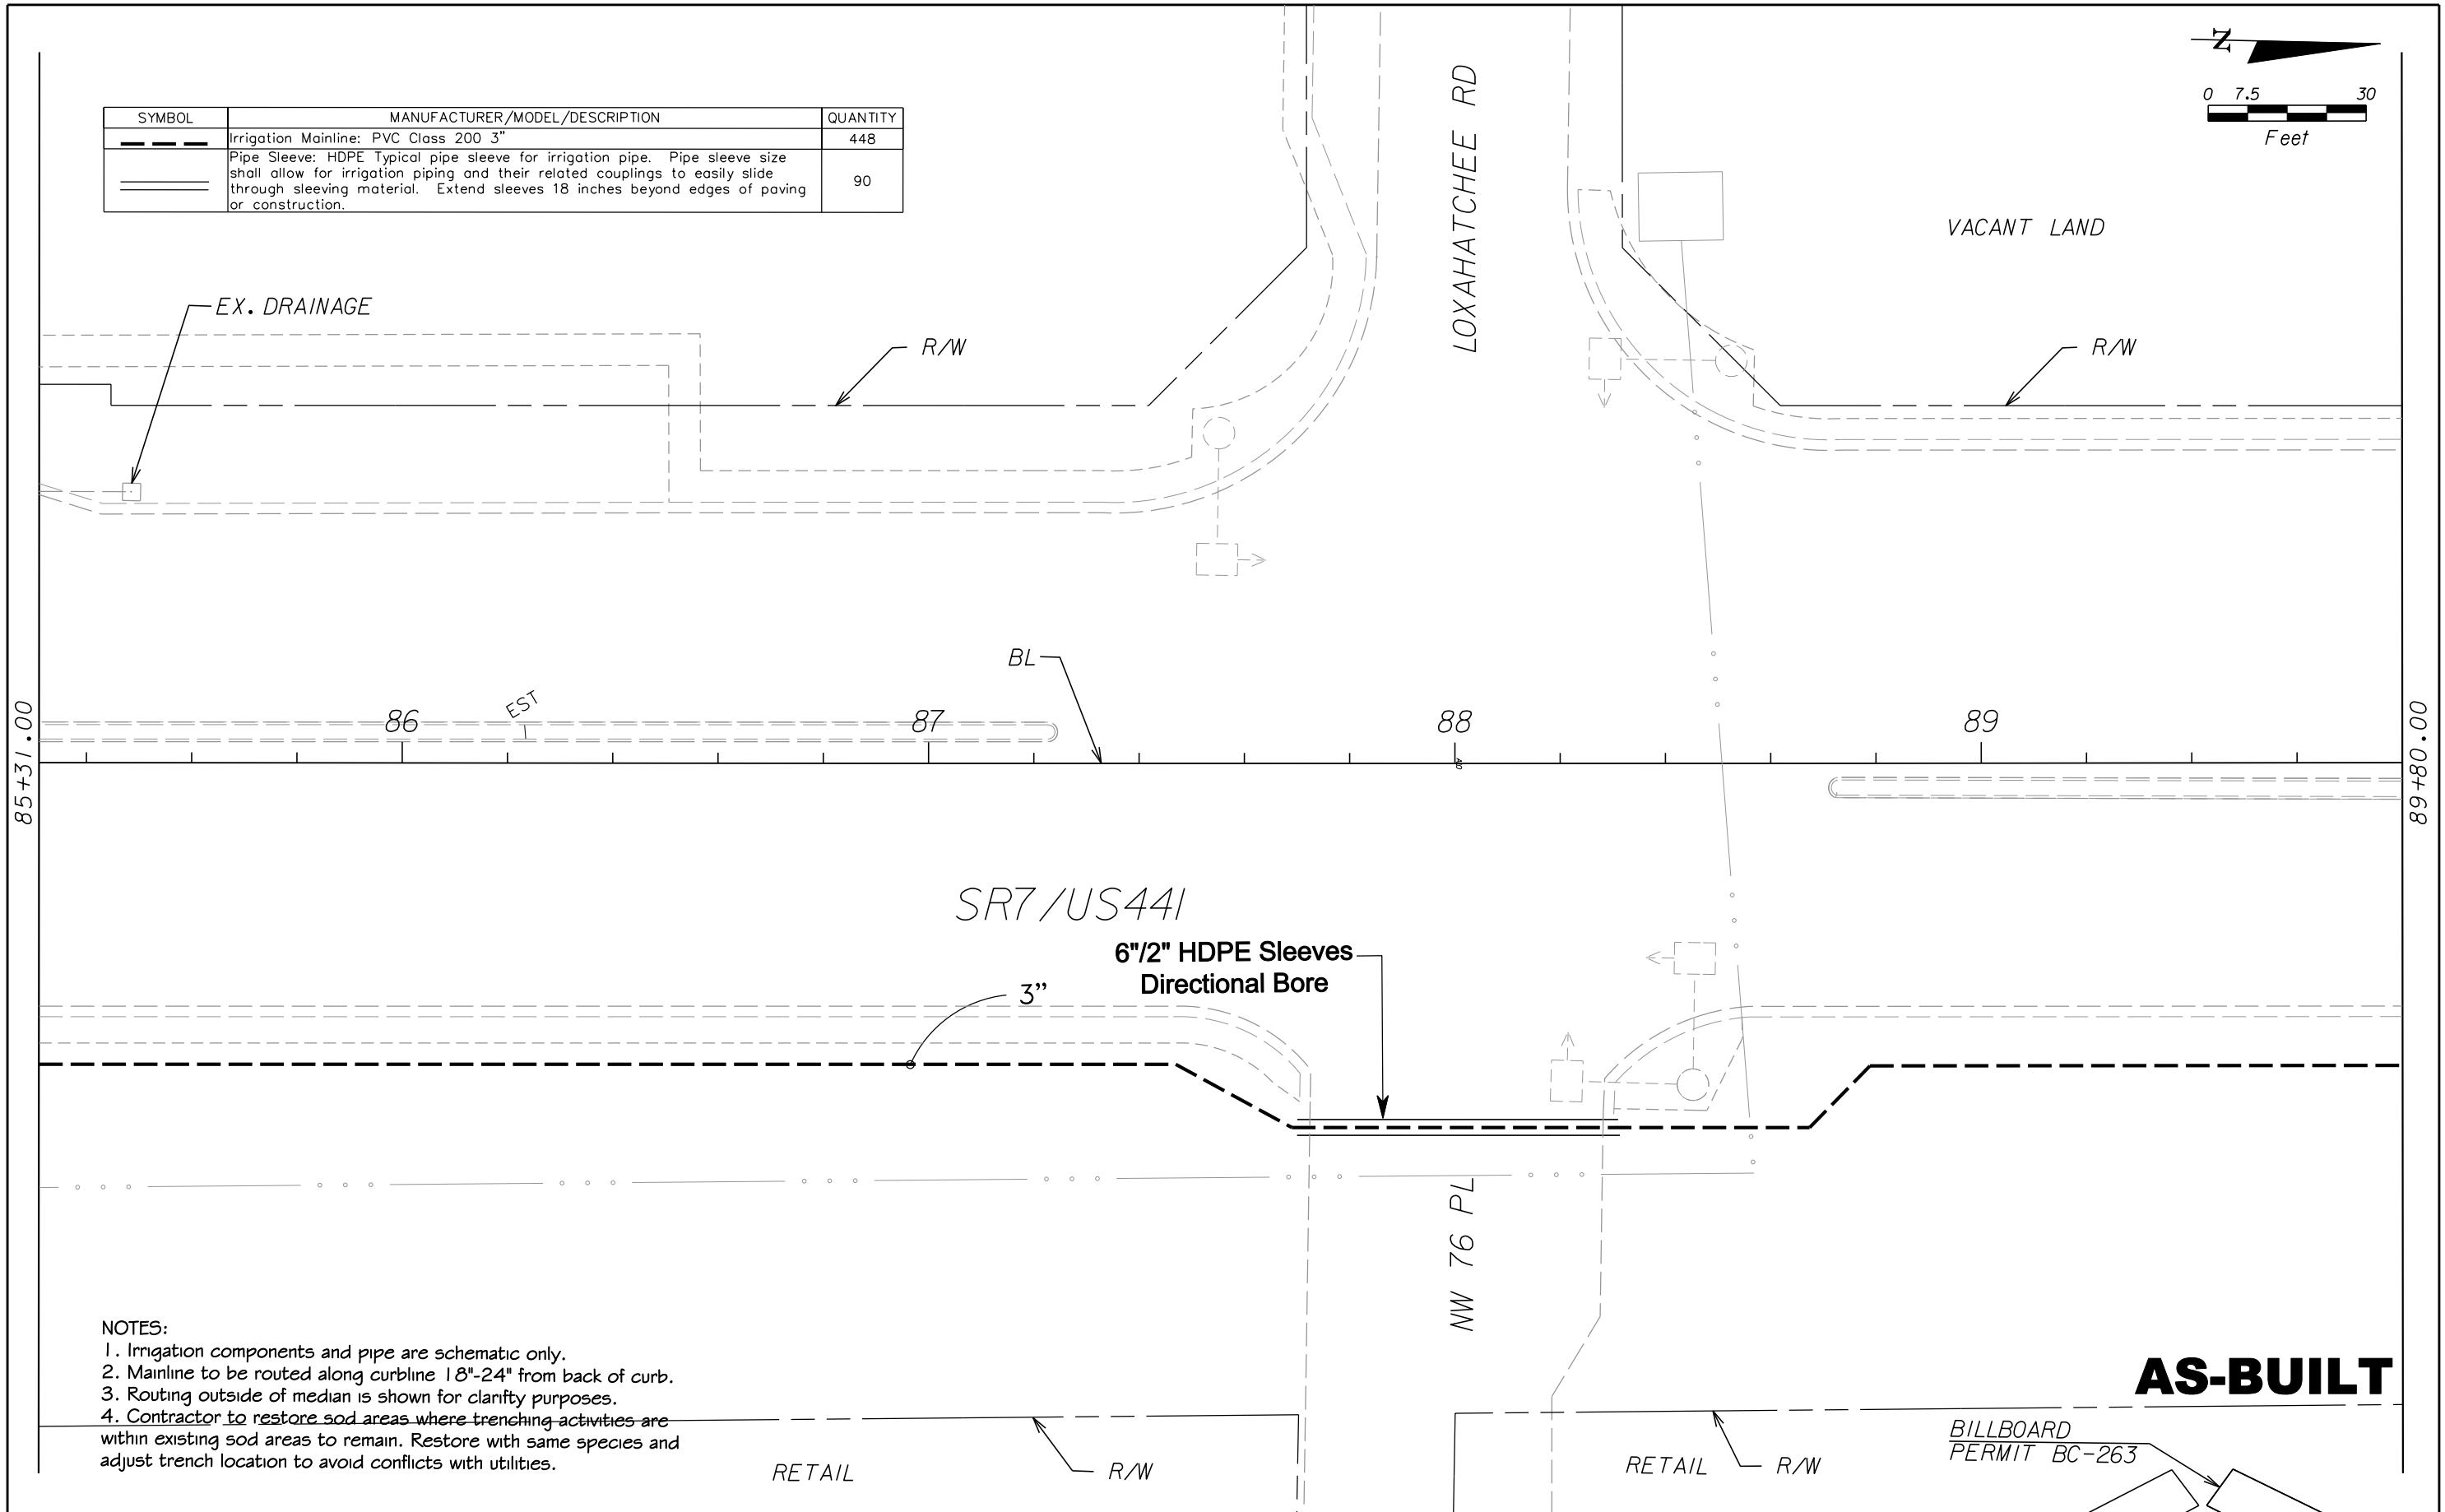 N
0 7.5 30
Feet
SYMBOL MANUFACTURER/MODEL/DESCRIPTION QUANTITY
Irrigation Mainline: PVC Class 200 3" 448
Pipe Sleeve: HDPE Typical pipe sleeve for irrigation pipe. Pipe sleeve size
shall allow for irrigation piping and their related couplings to easily slide
through sleeving material. Extend sleeves 18 inches beyond edges of paving
or construction.
90
LOXAHATCHEE RD
VACANT LAND
EX. DRAINAGE
R/W
R/W
BL
EST
86
87
88
89
85+31.00
89+80.00
SR7/US441
6"/2" HDPE Sleeves
Directional Bore
3"
NW 76 PL
NOTES:
1. Irrigation components and pipe are schematic only.
2. Mainline to be routed along curbline 18"-24" from back of curb.
3. Routing outside of median is shown for clarifty purposes.
4. Contractor to restore sod areas where trenching activities are
within existing sod areas to remain. Restore with same species and
adjust trench location to avoid conflicts with utilities.
AS-BUILT
BILLBOARD
PERMIT BC-263
RETAIL
R/W
RETAIL
R/W